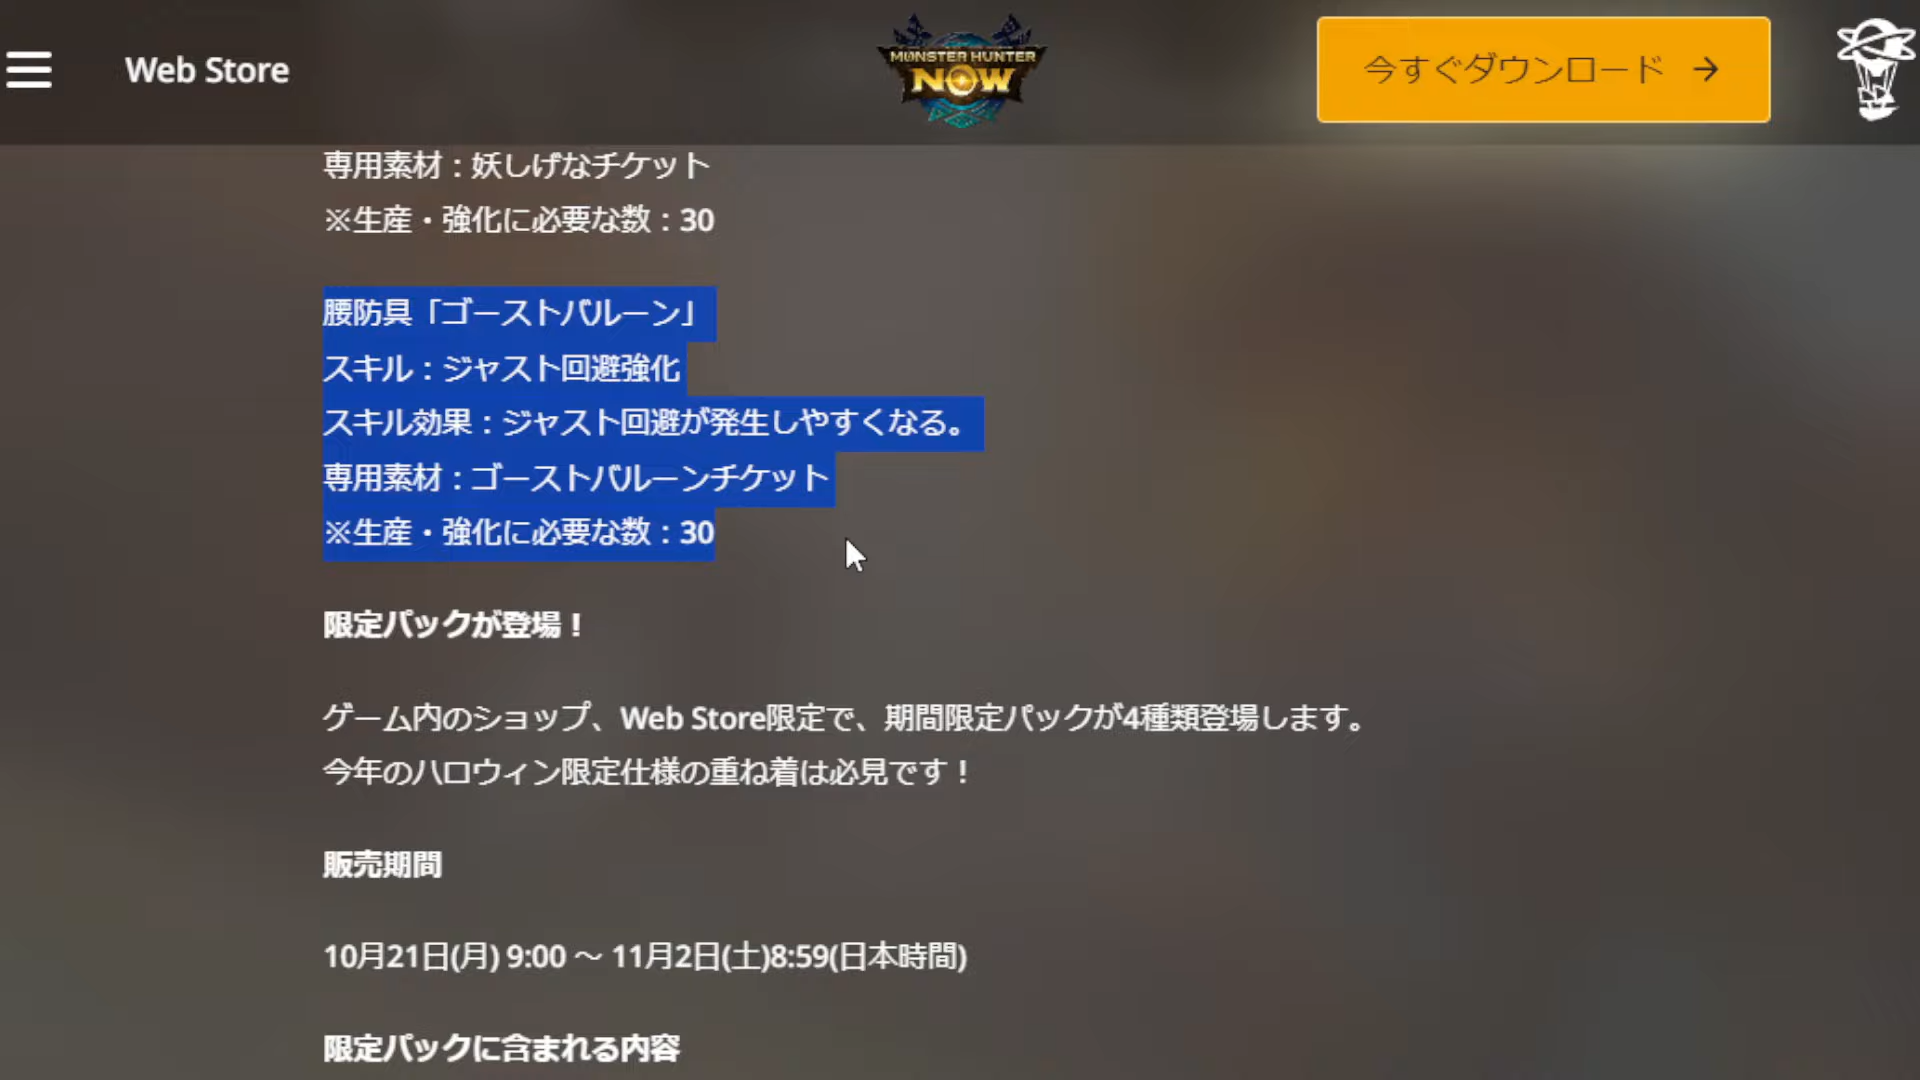 Web Store
MONSTER HUNTER
NOW
今すぐダウンロード →
専用素材：妖しげなチケット
※生産・強化に必要な数：30
腰防具「ゴーストバルーン」
スキル：ジャスト回避強化
スキル効果：ジャスト回避が発生しやすくなる。
専用素材：ゴーストバルーンチケット
※生産・強化に必要な数：30
限定パックが登場！
ゲーム内のショップ、Web Store限定で、期間限定パックが4種類登場します。
今年のハロウィン限定仕様の重ね着は必見です！
販売期間
10月21日(月) 9:00 ～ 11月2日(土)8:59(日本時間)
限定パックに含まれる内容